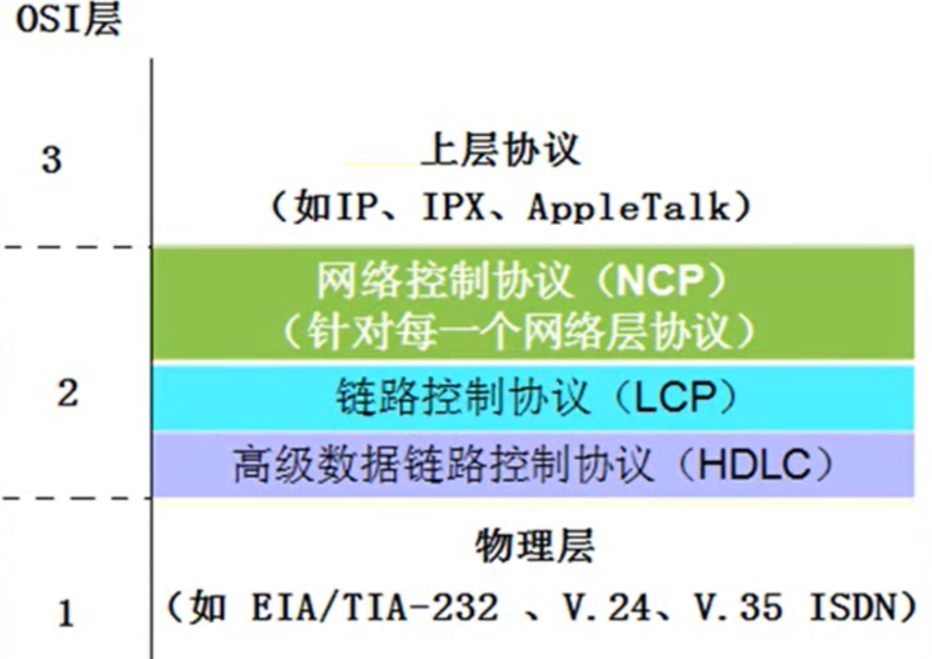 OSI层
3
上层协议
（如IP、IPX、AppleTalk）
网络控制协议（NCP）
（针对每一个网络层协议）
2
链路控制协议（LCP）
高级数据链路控制协议（HDLC）
物理层
1
（如 EIA/TIA-232 、V.24、V.35 ISDN）